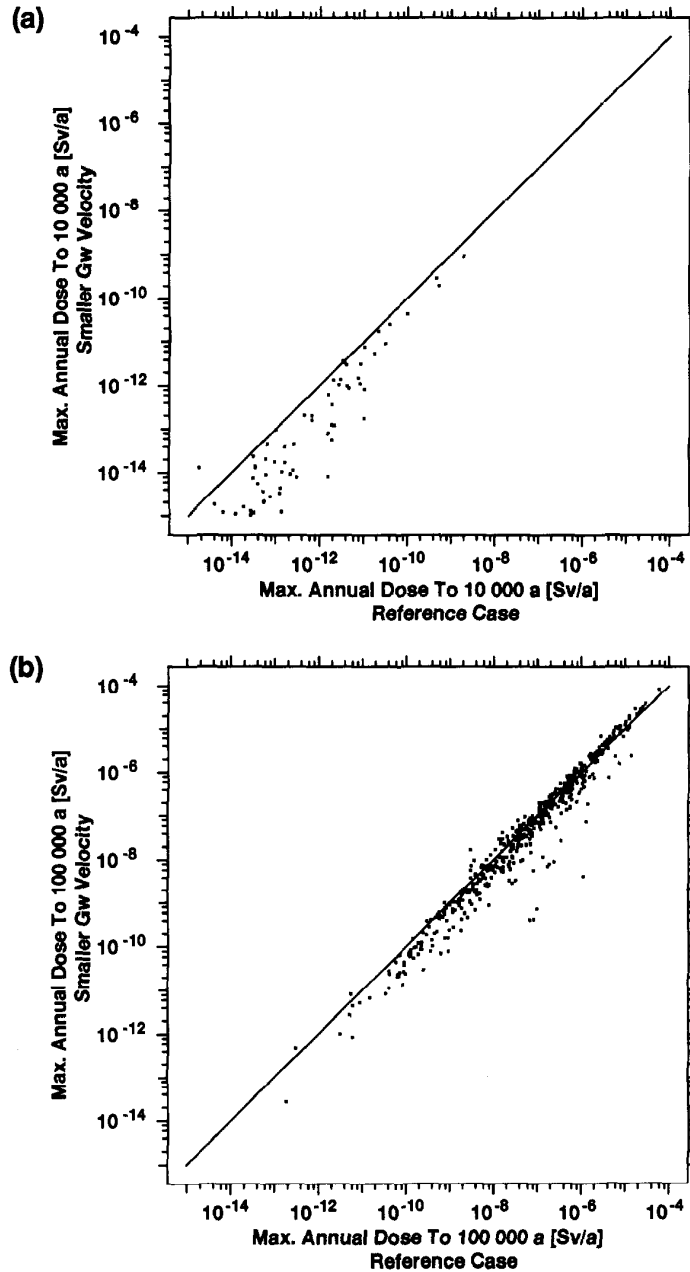 (a)
Max. Annual Dose To 10 000 a [Sv/a]
Smaller Gw Velocity
10⁻⁴
10⁻⁶
10⁻⁸
10⁻¹⁰
10⁻¹²
10⁻¹⁴
10⁻¹⁴ 10⁻¹² 10⁻¹⁰ 10⁻⁸ 10⁻⁶ 10⁻⁴
Max. Annual Dose To 10 000 a [Sv/a]
Reference Case
(b)
Max. Annual Dose To 100 000 a [Sv/a]
Smaller Gw Velocity
10⁻⁴
10⁻⁶
10⁻⁸
10⁻¹⁰
10⁻¹²
10⁻¹⁴
10⁻¹⁴ 10⁻¹² 10⁻¹⁰ 10⁻⁸ 10⁻⁶ 10⁻⁴
Max. Annual Dose To 100 000 a [Sv/a]
Reference Case